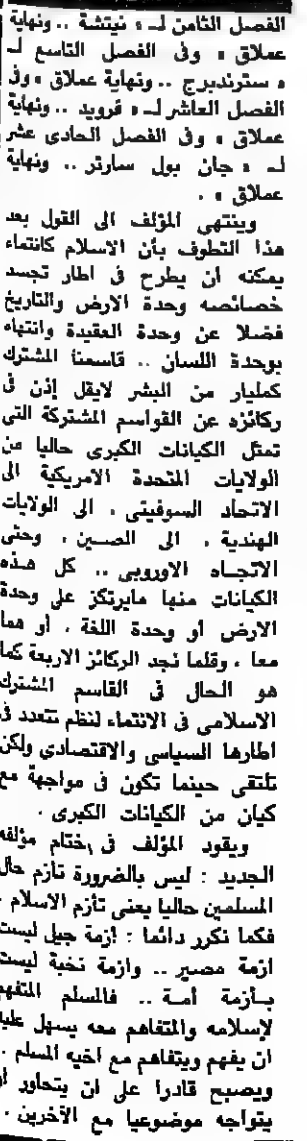 الفصل الثامن لـ « نيتشة .. ونهاية
عملاق » وفى الفصل التاسع لـ
« سترندبرج .. ونهاية عملاق » وفى
الفصل العاشر لـ « فرويد .. ونهاية
عملاق » وفى الفصل الحادى عشر
لـ « جان بول سارتر .. ونهاية
عملاق » .
وينتهى المؤلف الى القول بعد
هذا التطوف بأن الاسلام كانتماء
يمكنه أن يطرح فى اطار تجسد
خصائصه وحدة الارض والتاريخ
فضلا عن وحدة العقيدة وانتهاء
بوحدة اللسان .. قاسمنا المشترك
كمليار من البشر لايقل إذن فى
ركائزه عن القواسم المشتركة التى
تمثل الكيانات الكبرى حاليا من
الولايات المتحدة الامريكية الى
الاتحاد السوفيتى ، الى الولايات
الهندية ، الى الصين ، وحتى
الاتجاه الاوروبى .. كل هذه
الكيانات منها مايرتكز على وحدة
الارض أو وحدة اللغة ، أو هما
معا ، وقلما نجد الركائز الاربعة كما
هو الحال فى القاسم المشترك
الاسلامى فى الانتماء لنظم تتعدد فى
اطارها السياسى والاقتصادى ولكن
تلتقى حينما تكون فى مواجهة مع
كيان من الكيانات الكبرى .
ويقود المؤلف فى ختام مؤلفه
الجديد : ليس بالضرورة تأزم حال
المسلمين حاليا يعنى تأزم الاسلام .
فكما نكرر دائما : أزمة جيل ليست
ازمة مصير .. وازمة نخبة ليست
بأزمة أمة .. فالمسلم المتفهم
لإسلامه والمتفاهم معه يسهل عليه
ان يفهم ويتفاهم مع اخيه المسلم .
ويصبح قادرا على ان يتحاور أو
يتواجه موضوعيا مع الآخرين .